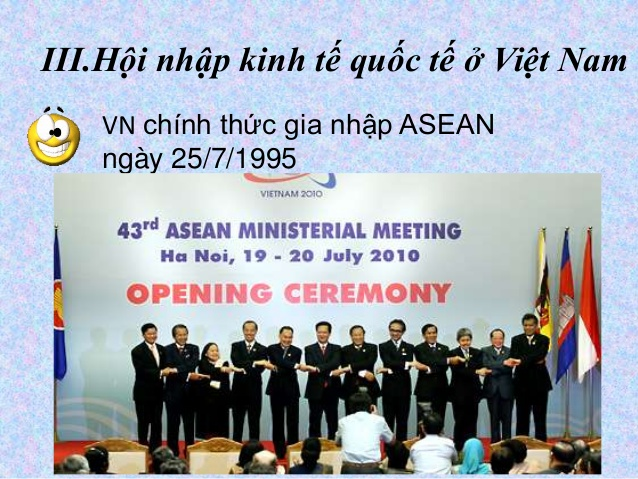 III.Hội nhập kinh tế quốc tế ở Việt Nam
VN chính thức gia nhập ASEAN
ngày 25/7/1995
VIETNAM 2010
43rd ASEAN MINISTERIAL MEETING
Ha Noi, 19 - 20 July 2010
OPENING CEREMONY